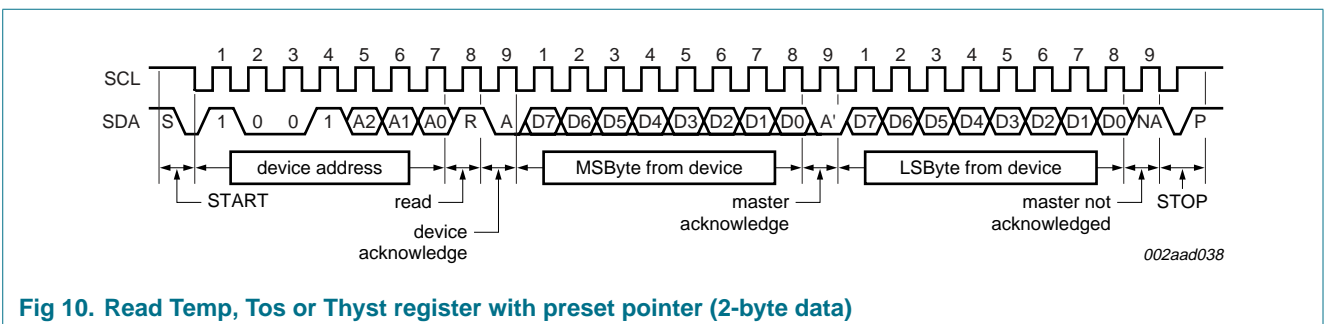 1 2 3 4 5 6 7 8 9 1 2 3 4 5 6 7 8 9 1 2 3 4 5 6 7 8 9
SCL
SDA S 1 0 0 1 A2 A1 A0 R A D7 D6 D5 D4 D3 D2 D1 D0 A' D7 D6 D5 D4 D3 D2 D1 D0 NA P
device address MSByte from device LSByte from device
START read master master not STOP
device acknowledge acknowledged
acknowledge 002aad038
Fig 10. Read Temp, Tos or Thyst register with preset pointer (2-byte data)